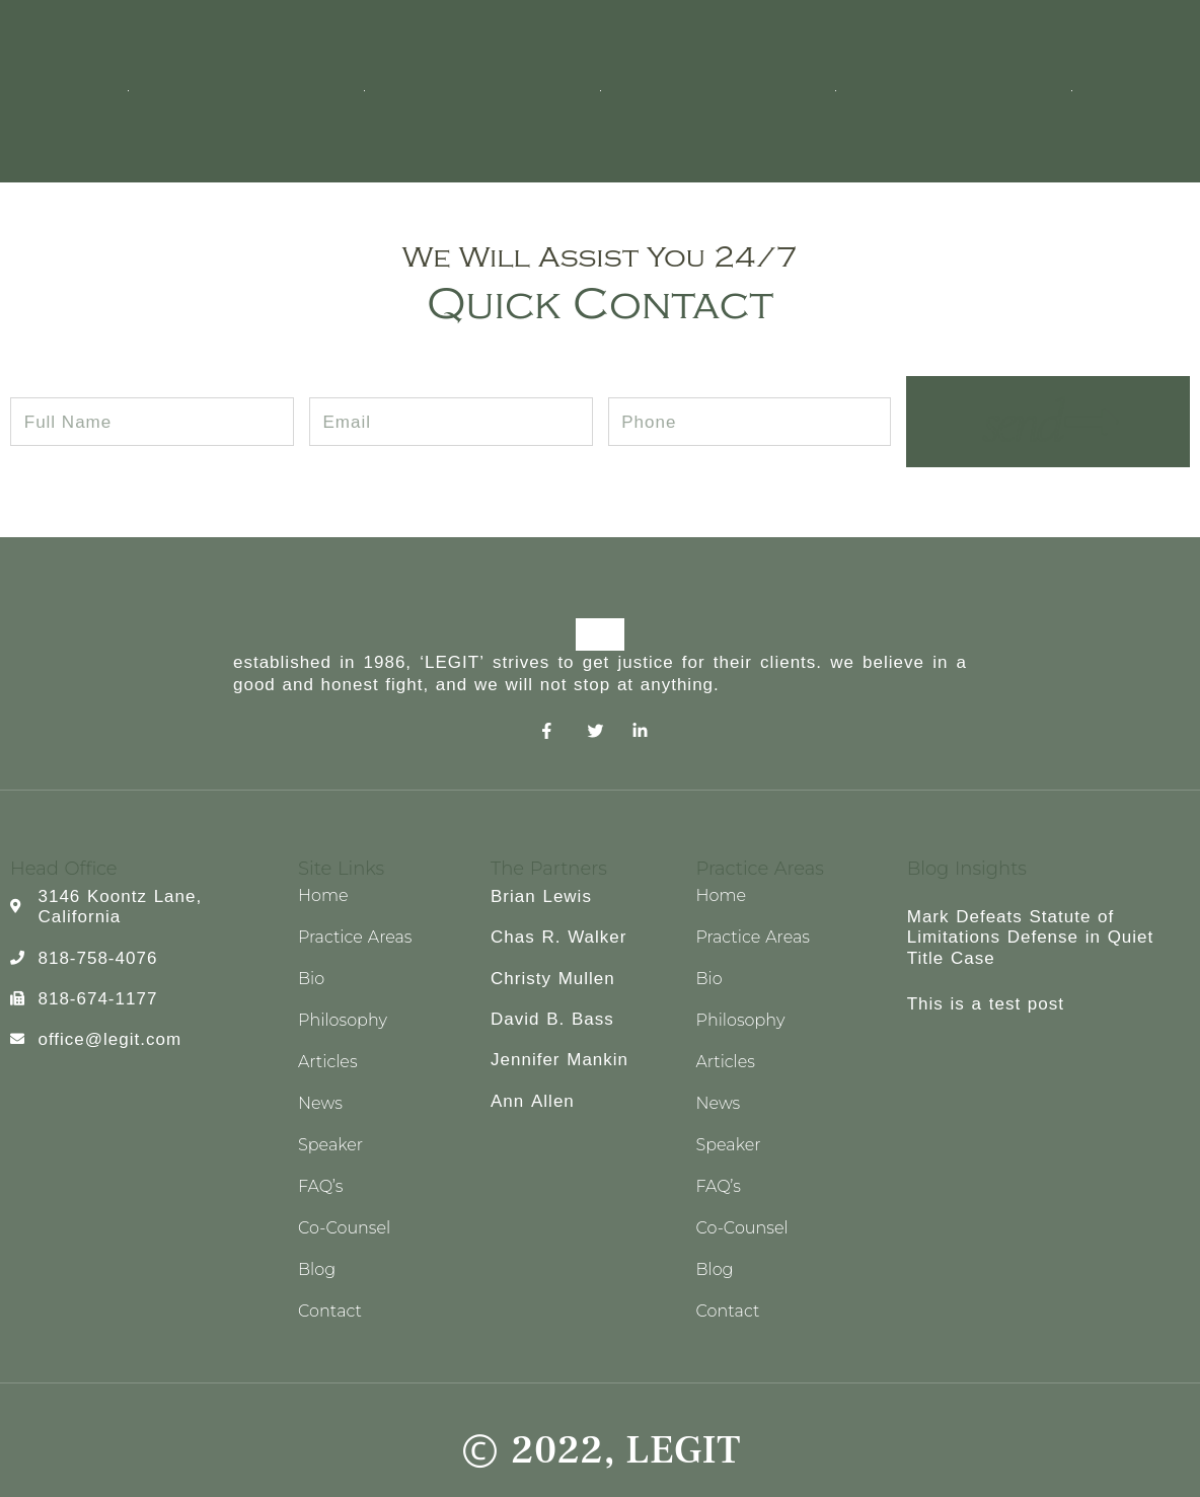 We Will Assist You 24/7
Quick Contact
Full Name
Email
Phone
established in 1986, ‘LEGIT’ strives to get justice for their clients. we believe in a
good and honest fight, and we will not stop at anything.
Head Office
3146 Koontz Lane,
California
818-758-4076
818-674-1177
office@legit.com
Site Links
Home
Practice Areas
Bio
Philosophy
Articles
News
Speaker
FAQ’s
Co-Counsel
Blog
Contact
The Partners
Brian Lewis
Chas R. Walker
Christy Mullen
David B. Bass
Jennifer Mankin
Ann Allen
Practice Areas
Home
Practice Areas
Bio
Philosophy
Articles
News
Speaker
FAQ’s
Co-Counsel
Blog
Contact
Blog Insights
Mark Defeats Statute of
Limitations Defense in Quiet
Title Case
This is a test post
© 2022, LEGIT